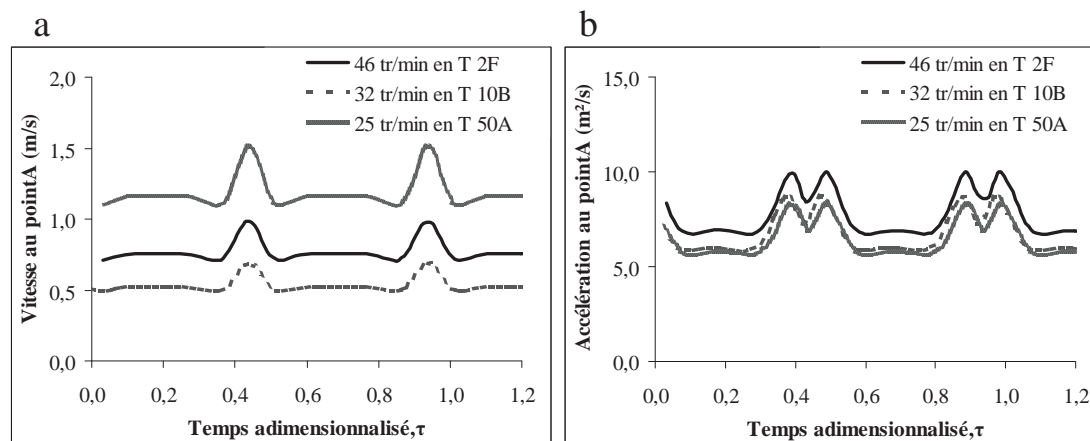 a
2,0
1,5
1,0
0,5
0,0
Vitesse au pointA (m/s)
46 tr/min en T 2F
32 tr/min en T 10B
25 tr/min en T 50A
0,0 0,2 0,4 0,6 0,8 1,0 1,2
Temps adimensionnalisé,τ
b
15,0
10,0
5,0
0,0
Accélération au pointA (m²/s)
46 tr/min en T 2F
32 tr/min en T 10B
25 tr/min en T 50A
0,0 0,2 0,4 0,6 0,8 1,0 1,2
Temps adimensionnalisé,τ